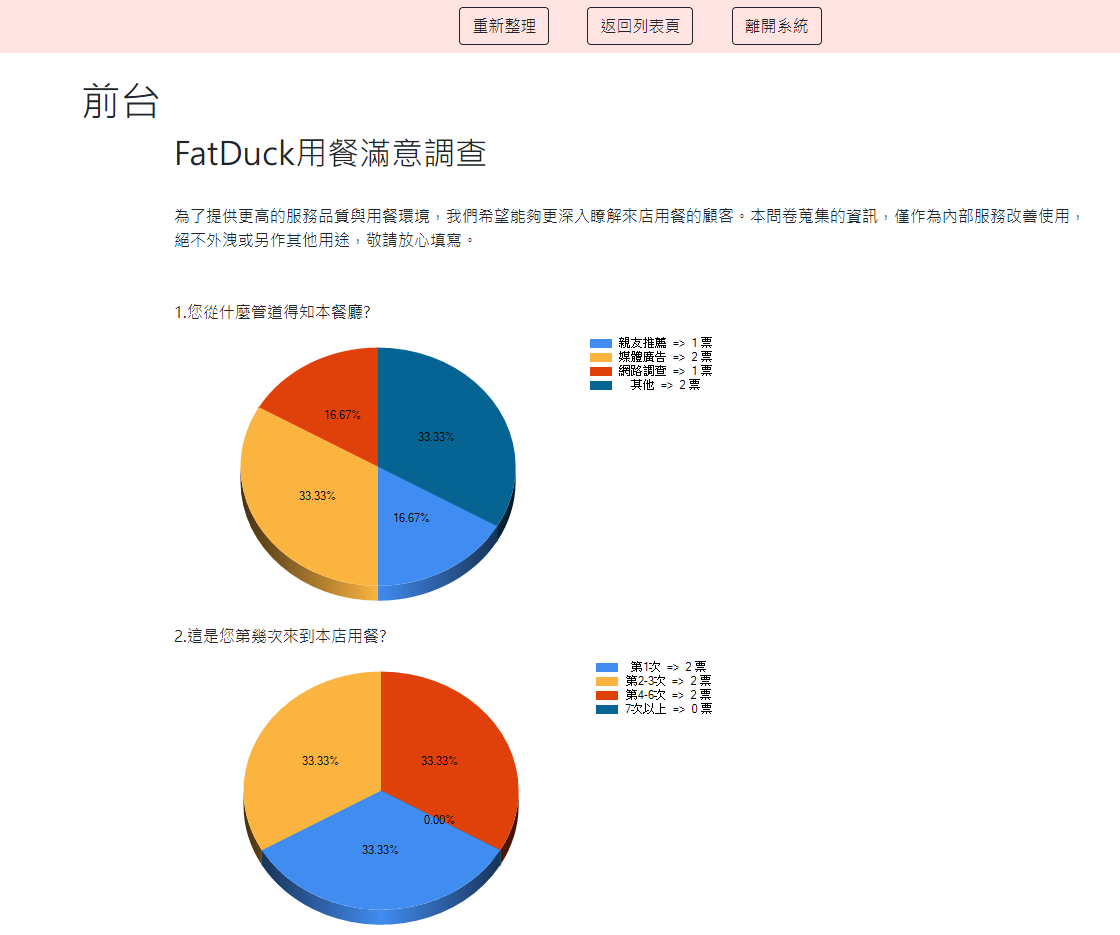 重新整理 返回列表頁 離開系統
前台
FatDuck用餐滿意調查
為了提供更高的服務品質與用餐環境，我們希望能夠更深入瞭解來店用餐的顧客。本問卷蒐集的資訊，僅作為內部服務改善使用，
絕不外洩或另作其他用途，敬請放心填寫。
1.您從什麼管道得知本餐廳?
親友推薦 => 1 票
媒體廣告 => 2 票
網路調查 => 1 票
其他 => 2 票
16.67%
33.33%
33.33%
16.67%
2.這是您第幾次來到本店用餐?
第1次 => 2 票
第2-3次 => 2 票
第4-6次 => 2 票
7次以上 => 0 票
33.33%
33.33%
0.00%
33.33%